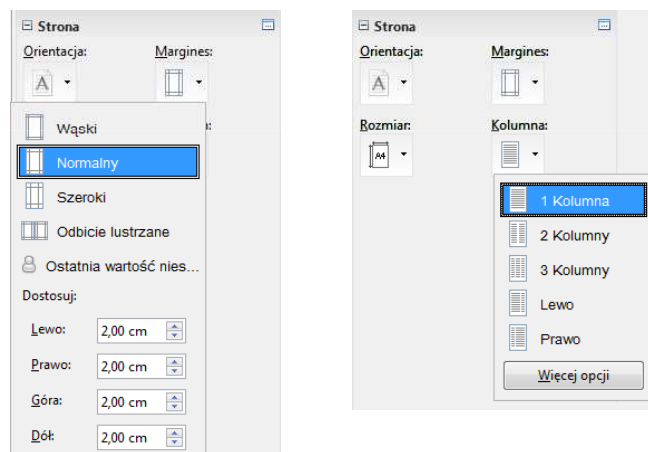 Strona
Orientacja: Margines:
A
Wąski
Normalny
Szeroki
Odbicie lustrzane
Ostatnia wartość nies...
Dostosuj:
Lewo: 2,00 cm
Prawo: 2,00 cm
Góra: 2,00 cm
Dół: 2,00 cm
Strona
Orientacja: Margines:
A
Rozmiar: Kolumna:
A4
1 Kolumna
2 Kolumny
3 Kolumny
Lewo
Prawo
Więcej opcji